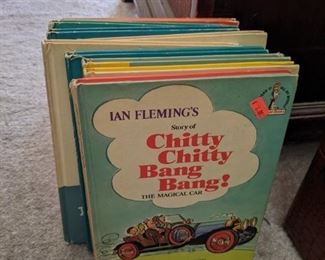 IAN FLEMING'S
Story of
Chitty
Chitty
Bang
Bang!
THE MAGICAL CAR